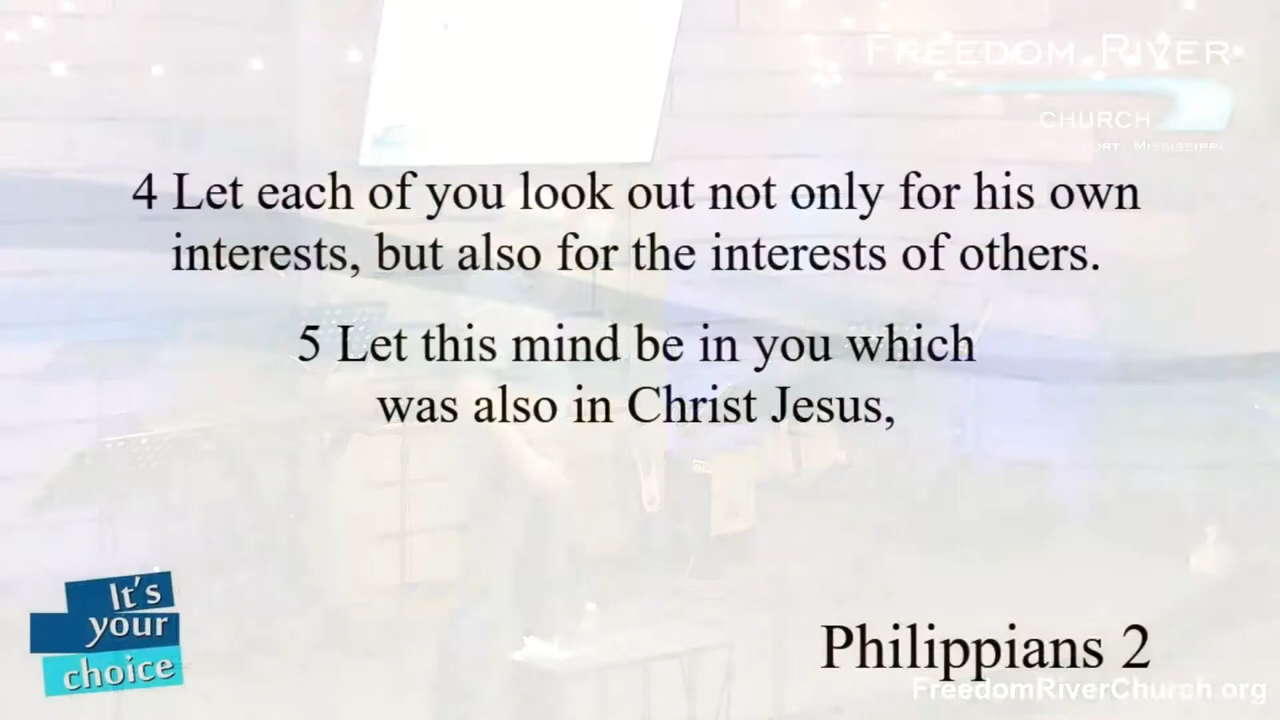 FREEDOM RIVER
CHURCH
4 Let each of you look out not only for his own
interests, but also for the interests of others.
5 Let this mind be in you which
was also in Christ Jesus,
It's
your
choice
Philippians 2
FreedomRiverChurch.org